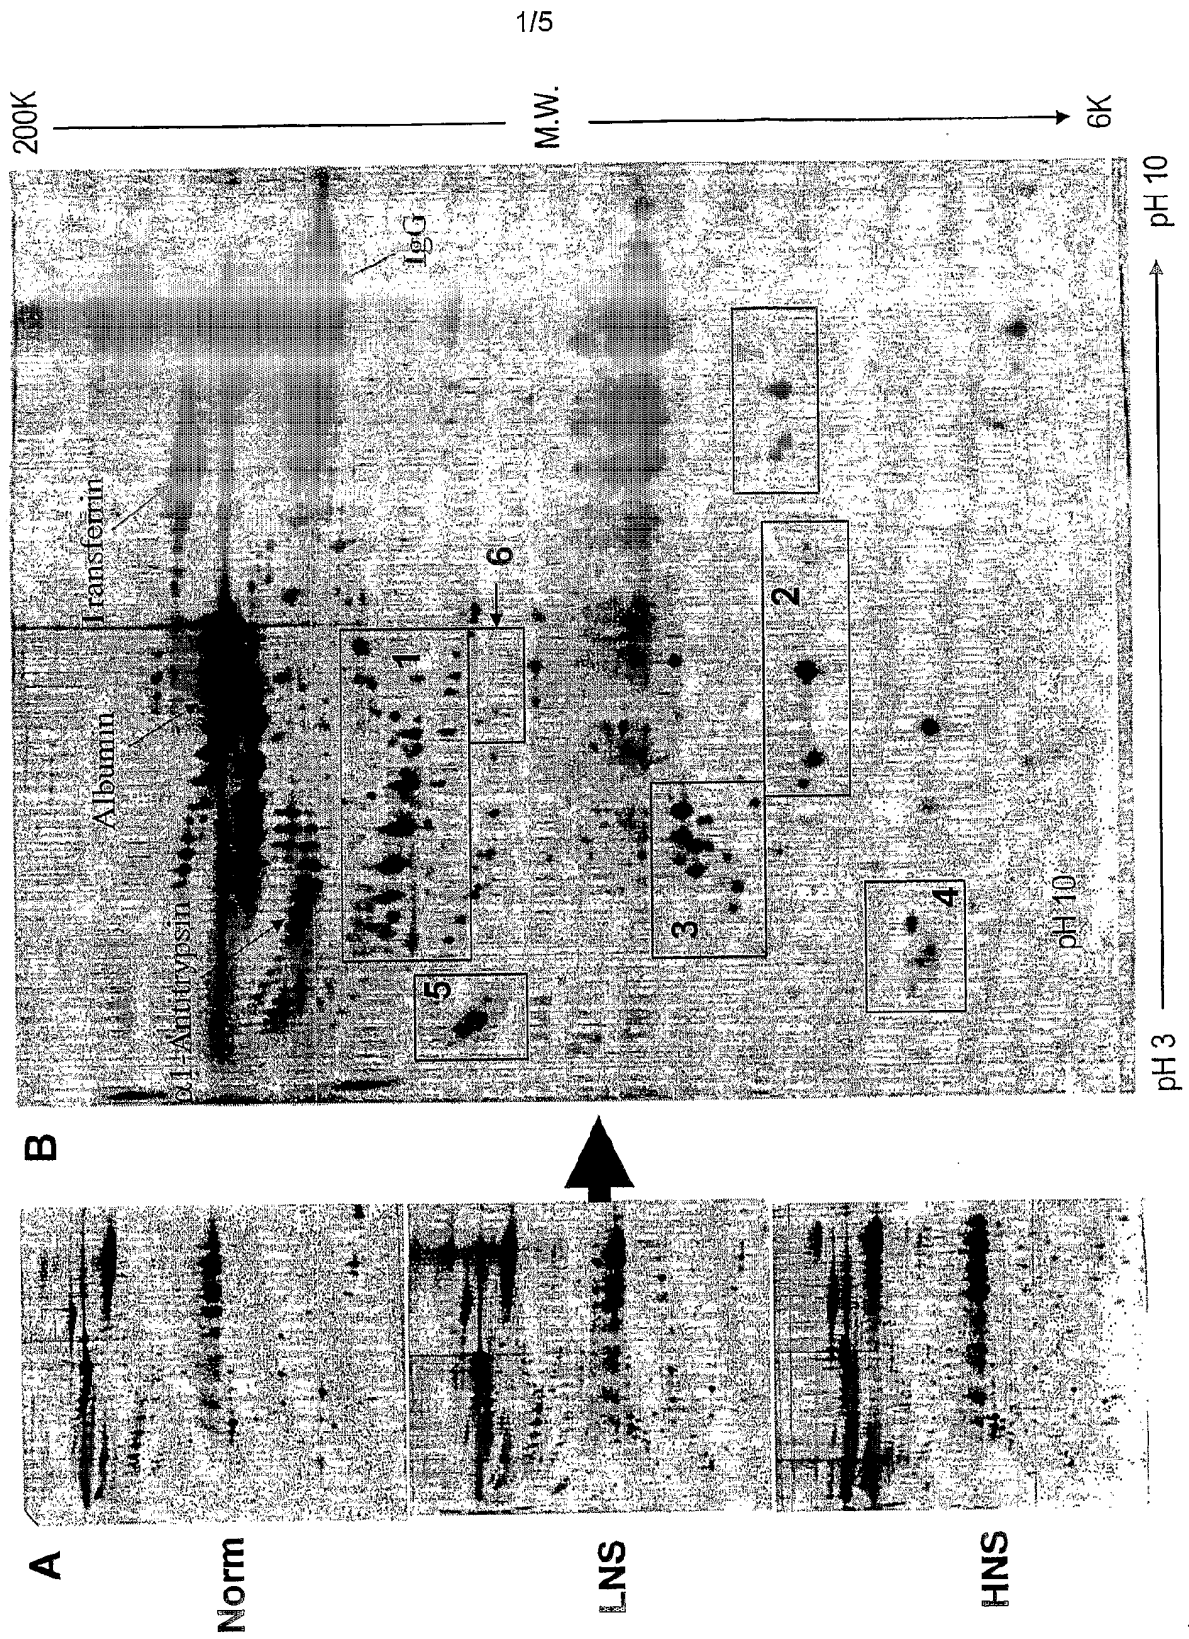 1/5
A
Norm
LNS
HNS
B
Transferrin
Albumin
α1-Antitrypsin
IgG
1
2
3
4
5
6
7
pH 10
200K
M.W.
6K
pH 3
pH 10